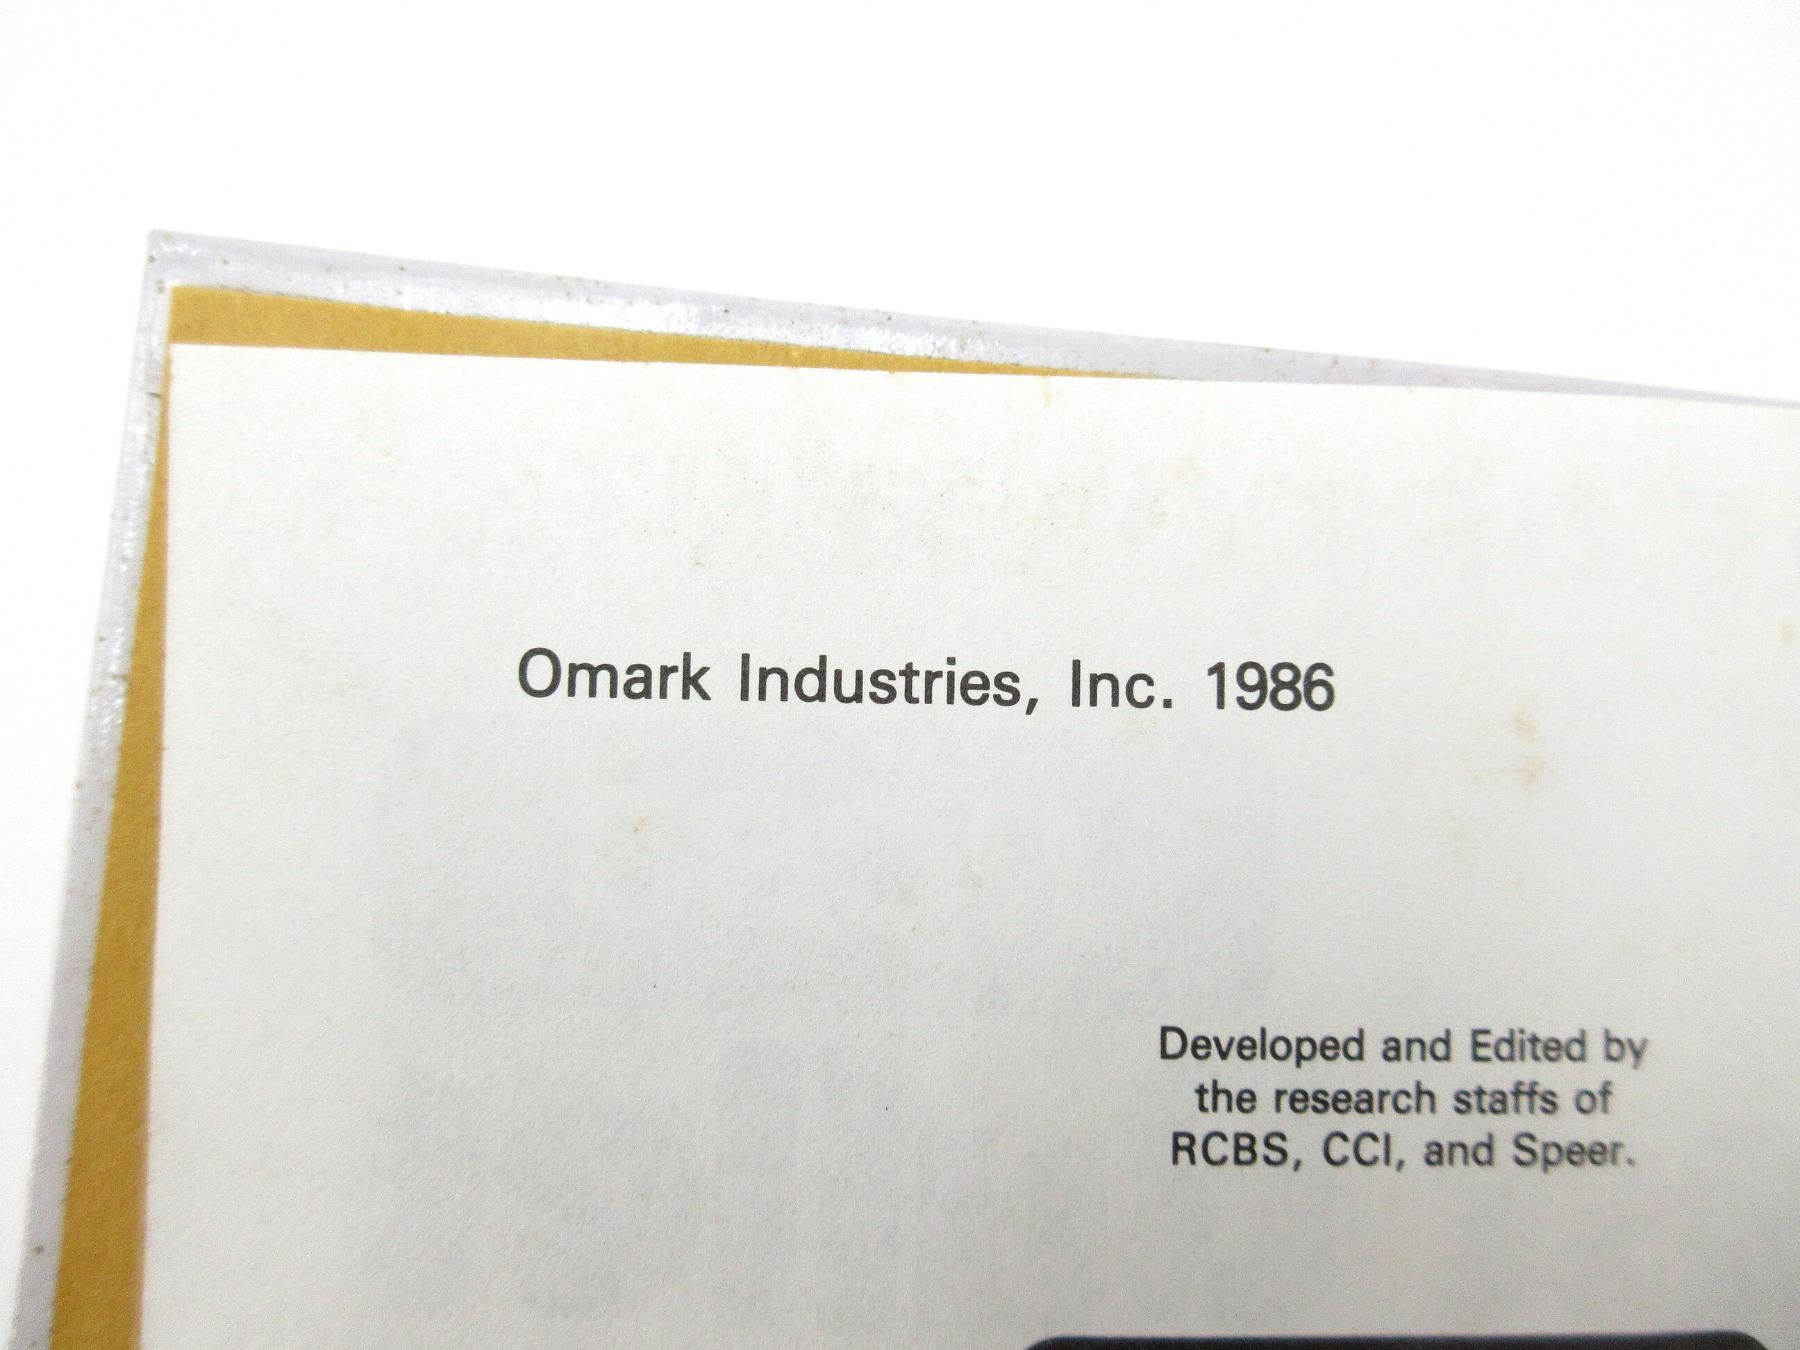 Omark Industries, Inc. 1986
Developed and Edited by
the research staffs of
RCBS, CCI, and Speer.